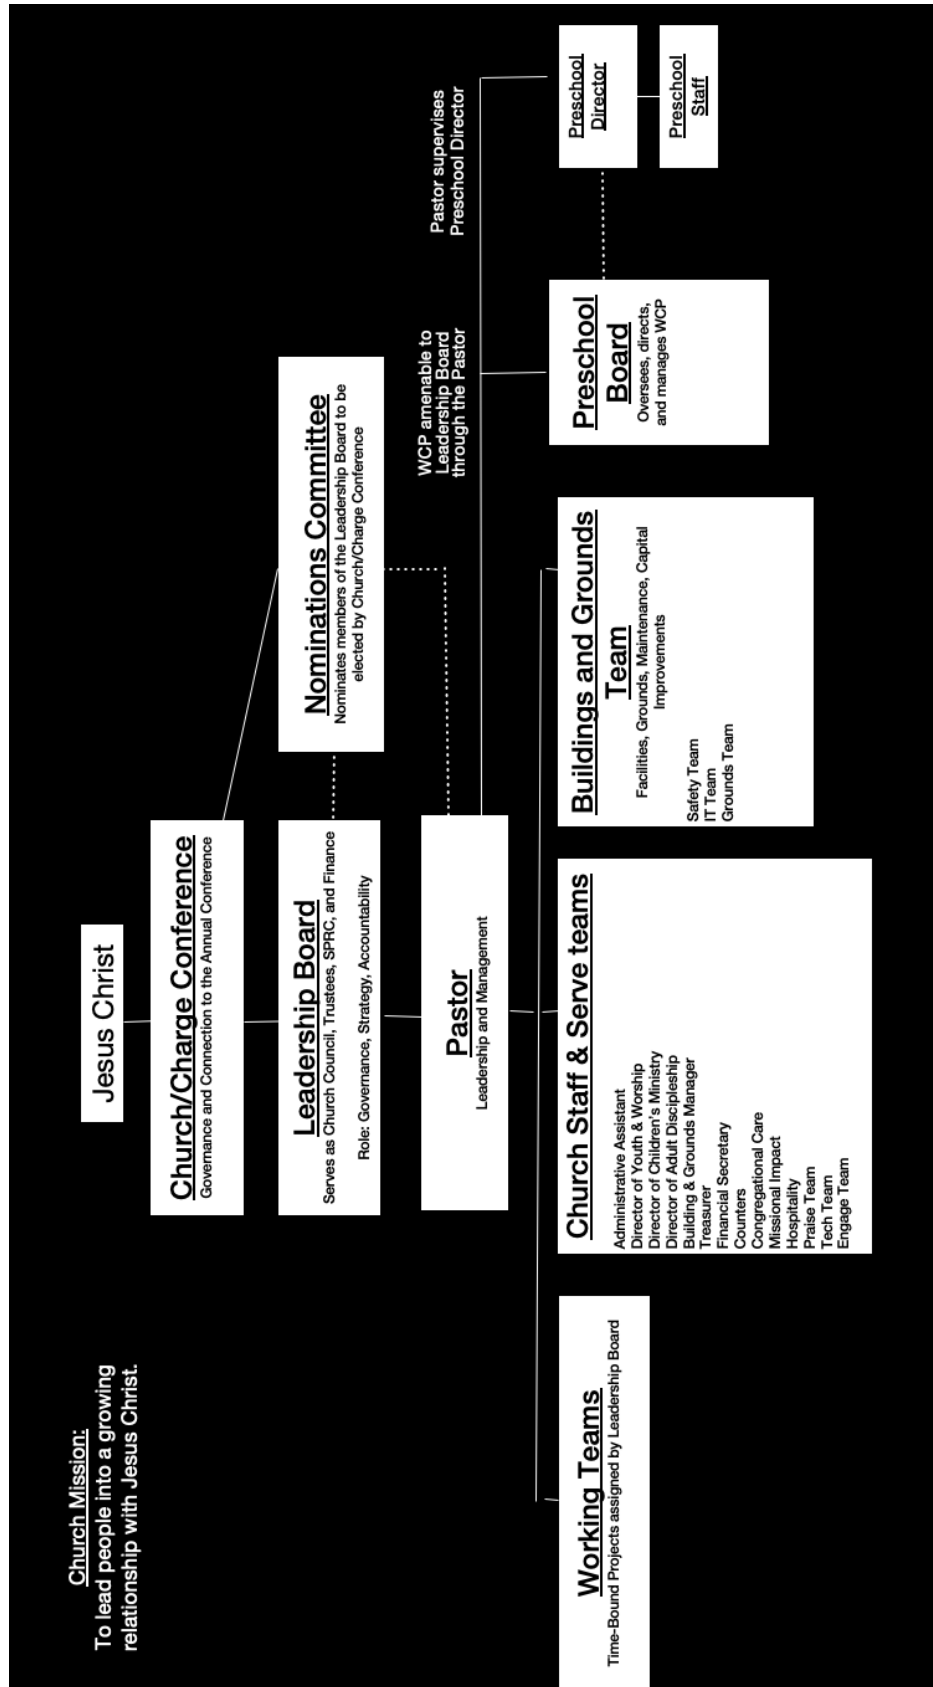 Church Mission:
To lead people into a growing
relationship with Jesus Christ.
Jesus Christ
Church/Charge Conference
Governance and Connection to the Annual Conference
Leadership Board
Serves as Church Council, Trustees, SPRC, and Finance
Role: Governance, Strategy, Accountability
Nominations Committee
Nominates members of the Leadership Board to be
elected by Church/Charge Conference
Pastor
Leadership and Management
WCP amenable to
Leadership Board
through the Pastor
Pastor supervises
Preschool Director
Working Teams
Time-Bound Projects assigned by Leadership Board
Church Staff & Serve teams
Administrative Assistant
Director of Youth & Worship
Director of Children's Ministry
Director of Adult Discipleship
Building & Grounds Manager
Treasurer
Financial Secretary
Counters
Congregational Care
Missional Impact
Hospitality
Praise Team
Tech Team
Engage Team
Buildings and Grounds
Team
Facilities, Grounds, Maintenance, Capital
Improvements
Safety Team
IT Team
Grounds Team
Preschool
Board
Oversees, directs,
and manages WCP
Preschool
Director
Preschool
Staff